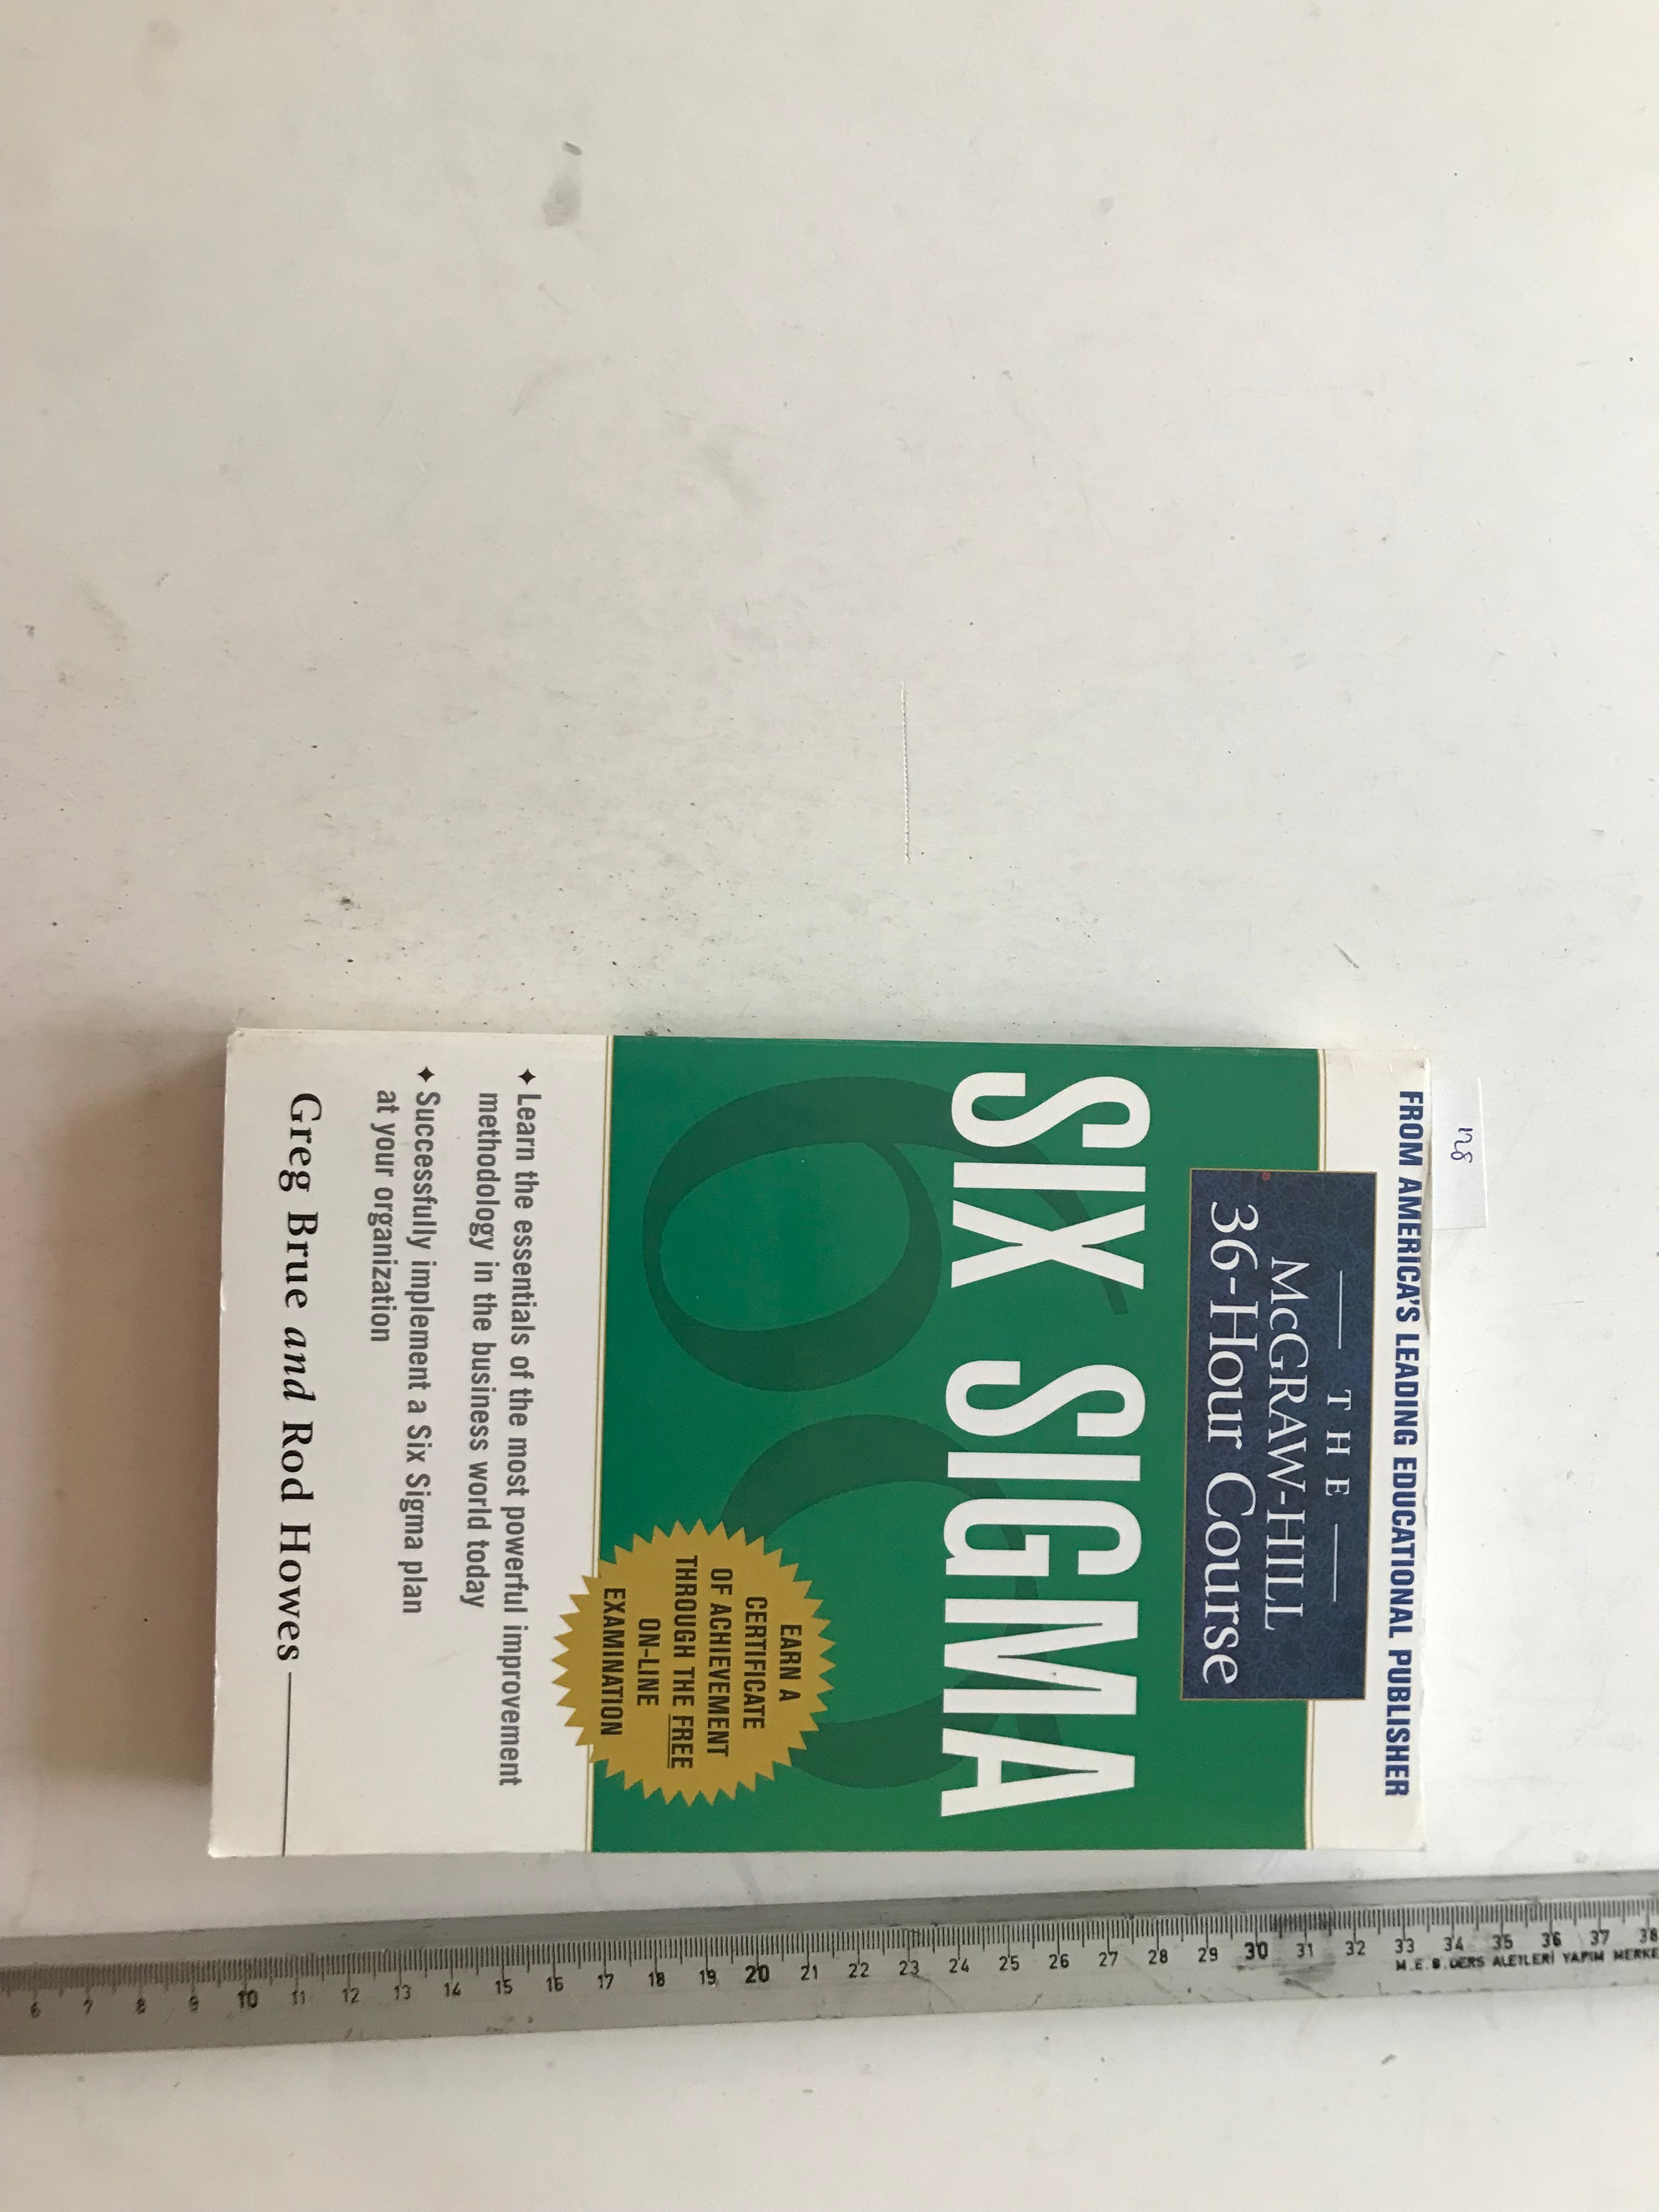 FROM AMERICA'S LEADING EDUCATIONAL PUBLISHER
THE
McGRAW-HILL
36-Hour Course
SIX SIGMA
6σ
EARN A
CERTIFICATE
OF ACHIEVEMENT
THROUGH THE FREE
ON-LINE
EXAMINATION
✦ Learn the essentials of the most powerful improvement
methodology in the business world today
✦ Successfully implement a Six Sigma plan
at your organization
Greg Brue and Rod Howes
6 7 8 9 10 11 12 13 14 15 16 17 18 19 20 21 22 23 24 25 26 27 28 29 30 31 32 33 34 35 36 37 38
M.E.B. DERS ALETLERİ YAPIM MERKE